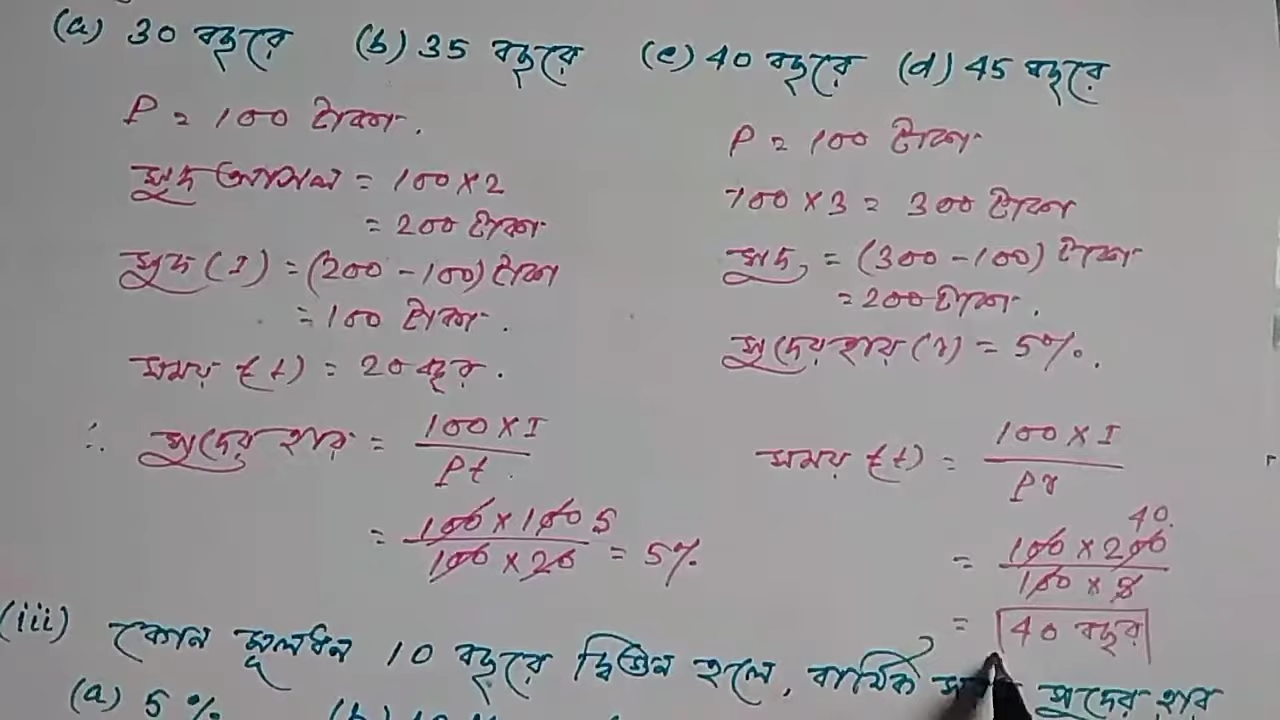 (a) 30 বছরে (b) 35 বছরে (c) 40 বছরে (d) 45 বছরে
P = 100 টাকা.
সুদ আসল = 100 × 2
= 200 টাকা
সুদ (I) = (200 - 100) টাকা
= 100 টাকা.
সময় (t) = 20 বছর.
∴ সুদের হার = 100 × I / Pt
= 100 × 100 5 / 100 × 20 = 5%
P = 100 টাকা
100 × 3 = 300 টাকা
সুদ, = (300 - 100) টাকা
= 200 টাকা.
সুদের হার (r) = 5%.
সময় (t) = 100 × I / Pr
40.
= 100 × 200 / 100 × 5
= 40 বছর
(iii) কোন মূলধন 10 বছরে দ্বিগুন হলে, বার্ষিক সুদের হার
(a) 5 % (b)